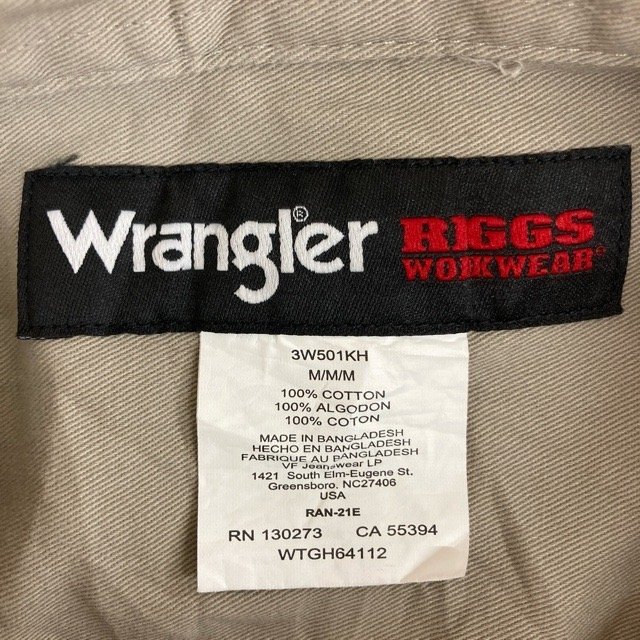 Wrangler® RIGGS
WORKWEAR®
3W501KH
M/M/M
100% COTTON
100% ALGODON
100% COTON
MADE IN BANGLADESH
HECHO EN BANGLADESH
FABRIQUE AU BANGLADESH
VF Jeanswear LP
1421 South Elm-Eugene St.
Greensboro, NC27406
USA
RAN-21E
RN 130273 CA 55394
WTGH64112